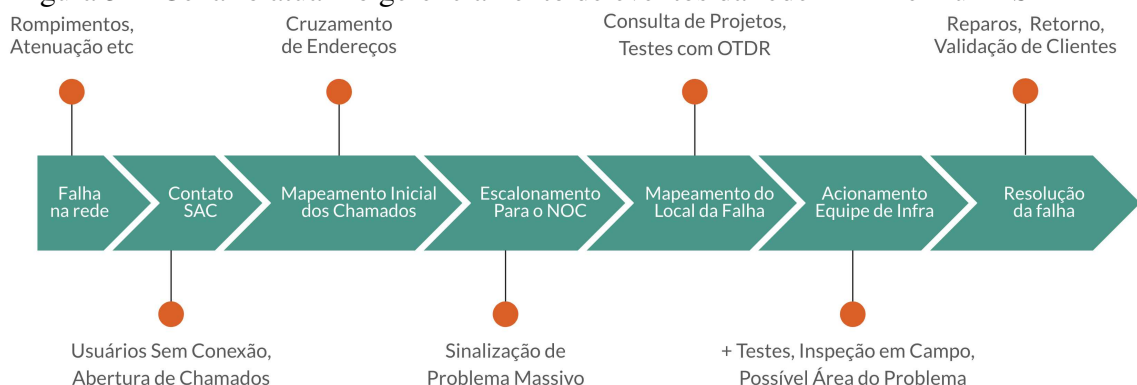 Rompimentos,
Atenuação etc
Cruzamento
de Endereços
Consulta de Projetos,
Testes com OTDR
Reparos, Retorno,
Validação de Clientes
Falha
na rede
Contato
SAC
Mapeamento Inicial
dos Chamados
Escalonamento
Para o NOC
Mapeamento do
Local da Falha
Acionamento
Equipe de Infra
Resolução
da falha
Usuários Sem Conexão,
Abertura de Chamados
Sinalização de
Problema Massivo
+ Testes, Inspeção em Campo,
Possível Área do Problema